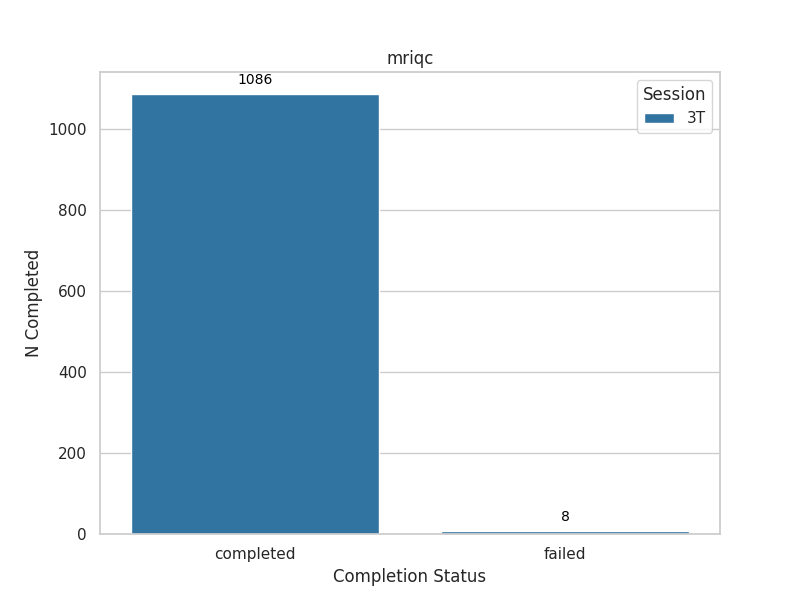 mriqc
1086
Session
3T
1000
800
600
400
200
0
N Completed
8
completed
failed
Completion Status